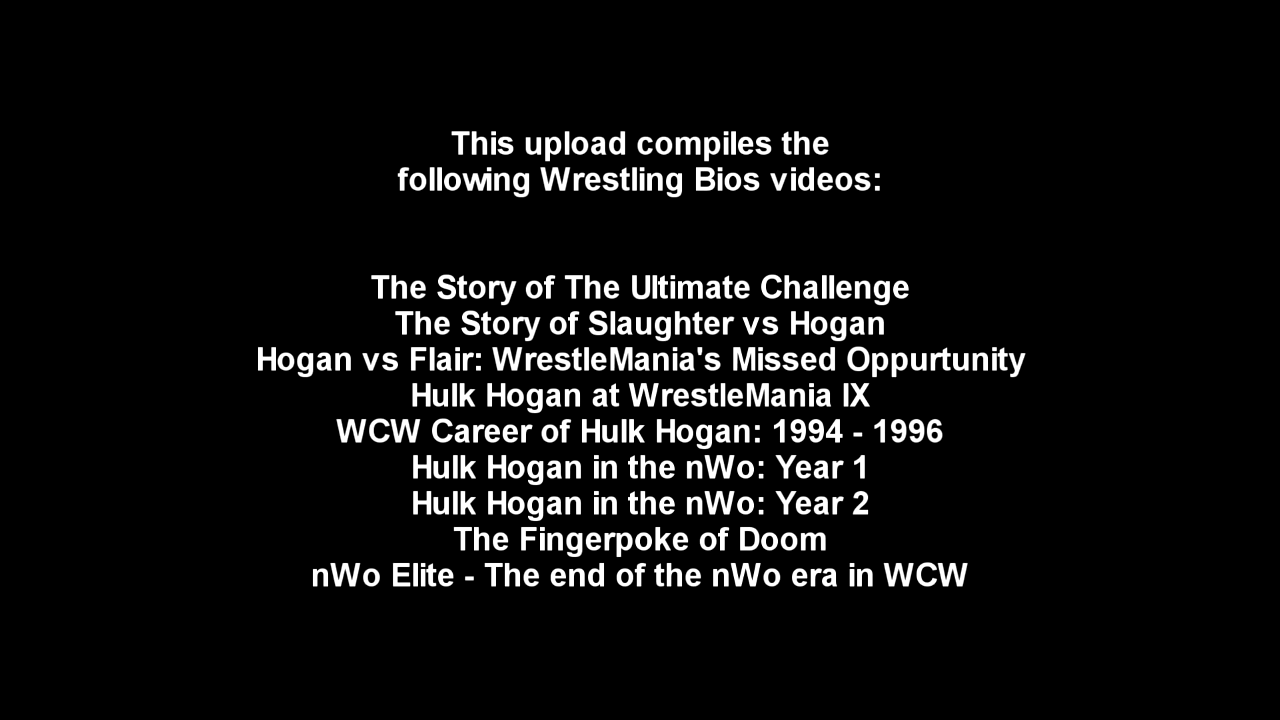 This upload compiles the
following Wrestling Bios videos:
The Story of The Ultimate Challenge
The Story of Slaughter vs Hogan
Hogan vs Flair: WrestleMania's Missed Oppurtunity
Hulk Hogan at WrestleMania IX
WCW Career of Hulk Hogan: 1994 - 1996
Hulk Hogan in the nWo: Year 1
Hulk Hogan in the nWo: Year 2
The Fingerpoke of Doom
nWo Elite - The end of the nWo era in WCW